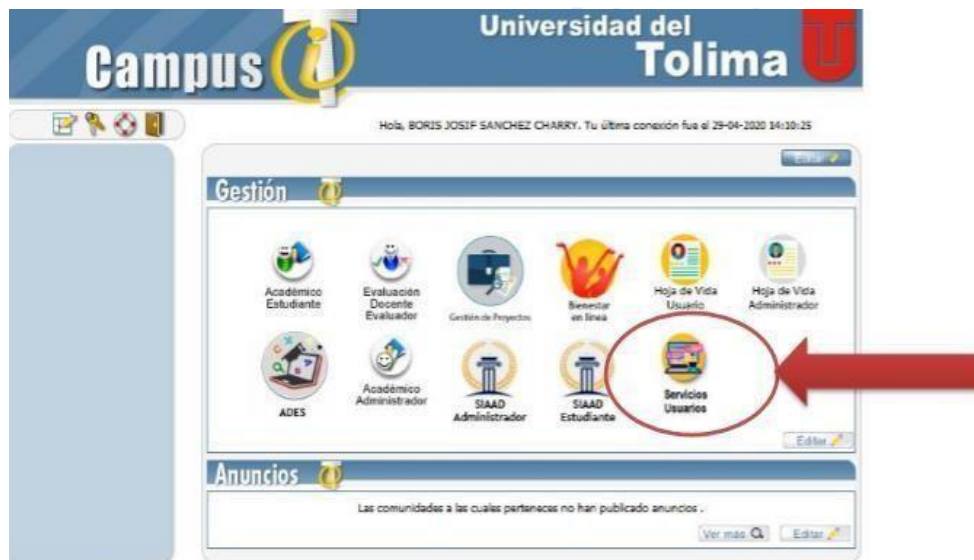 Campus
Universidad del
Tolima
Hola, BORIS JOSIF SANCHEZ CHARRY. Tu última conexión fue el 29-04-2020 14:10:25
Editar
Gestión
Académico
Estudiante
Evaluación
Docente
Evaluador
Gestión de Proyectos
Bienestar
en línea
Hoja de Vida
Usuario
Hoja de Vida
Administrador
ADES
Académico
Administrador
SIAAD
Administrador
SIAAD
Estudiante
Servicios
Usuarios
Editar
Anuncios
Las comunidades a las cuales perteneces no han publicado anuncios .
Ver mas
Editar